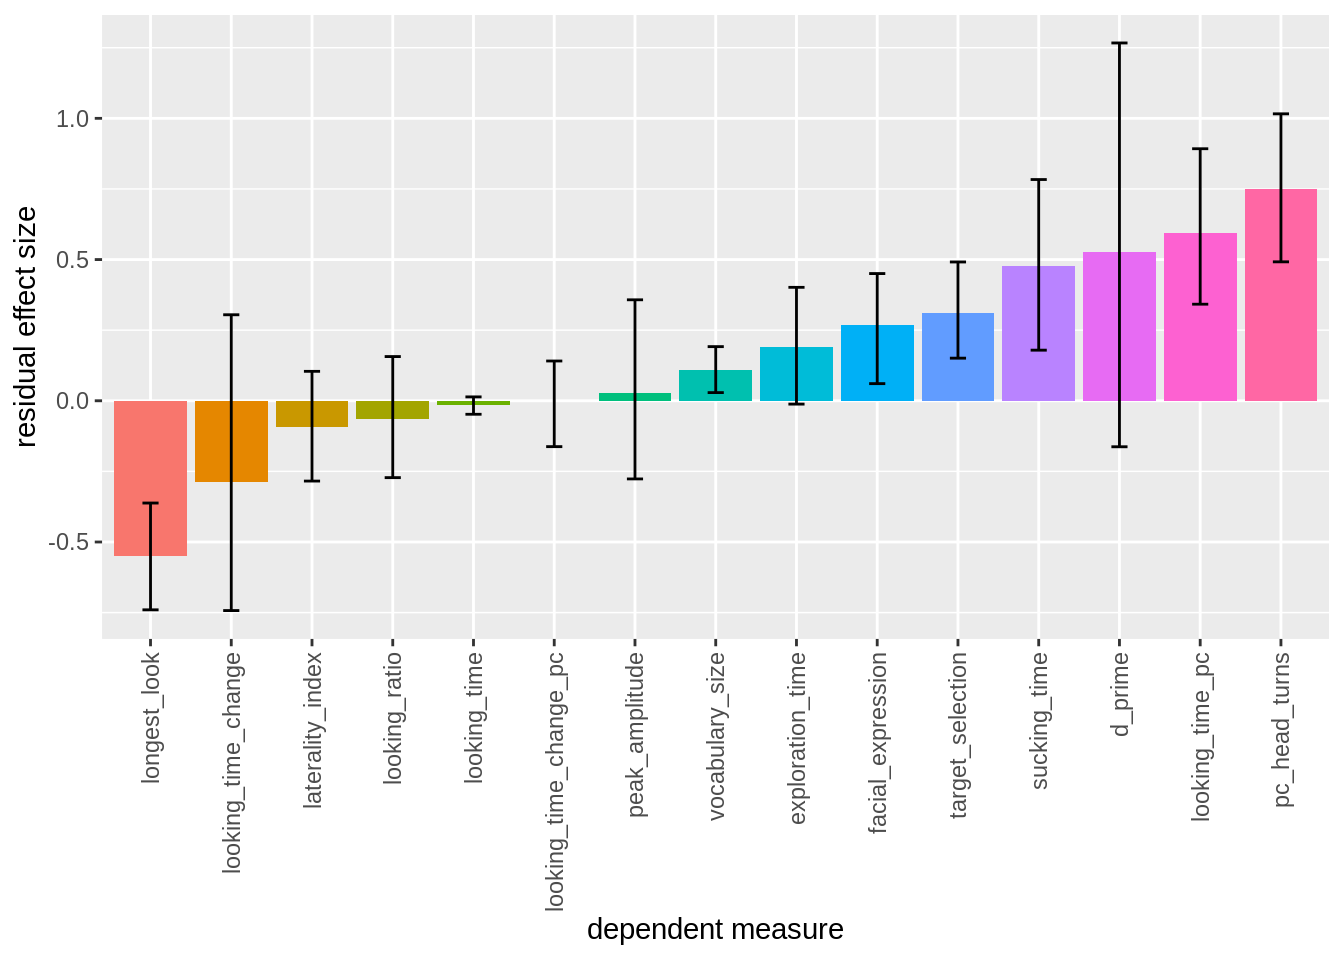 1.0
0.5
0.0
-0.5
residual effect size
longest_look
looking_time_change
laterality_index
looking_ratio
looking_time
looking_time_change_pc
peak_amplitude
vocabulary_size
exploration_time
facial_expression
target_selection
sucking_time
d_prime
looking_time_pc
pc_head_turns
dependent measure